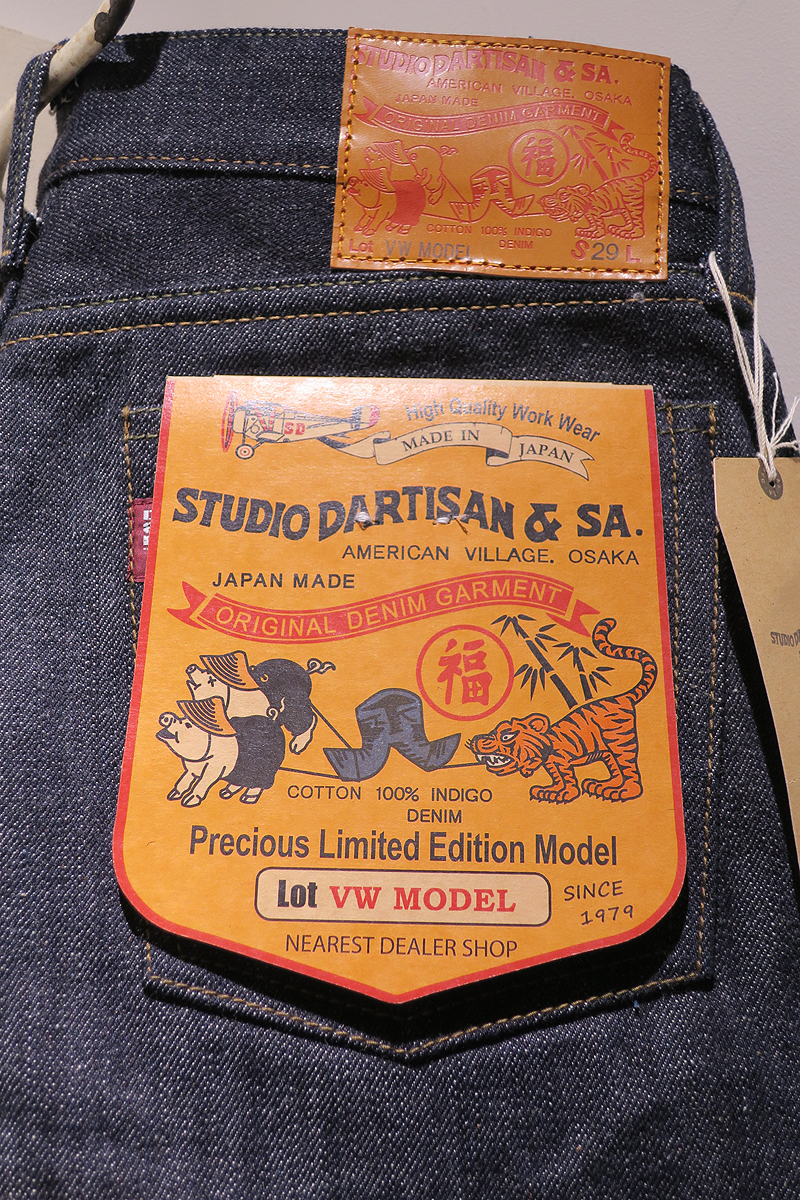 STUDIO DARTISAN & SA.
AMERICAN VILLAGE. OSAKA
JAPAN MADE
ORIGINAL DENIM GARMENT
福
COTTON 100% INDIGO
DENIM
Lot VW MODEL
S 29 L
SD
High Quality Work Wear
MADE IN JAPAN
STUDIO DARTISAN & SA.
AMERICAN VILLAGE. OSAKA
JAPAN MADE
ORIGINAL DENIM GARMENT
福
COTTON 100% INDIGO
DENIM
Precious Limited Edition Model
Lot VW MODEL
SINCE
1979
NEAREST DEALER SHOP